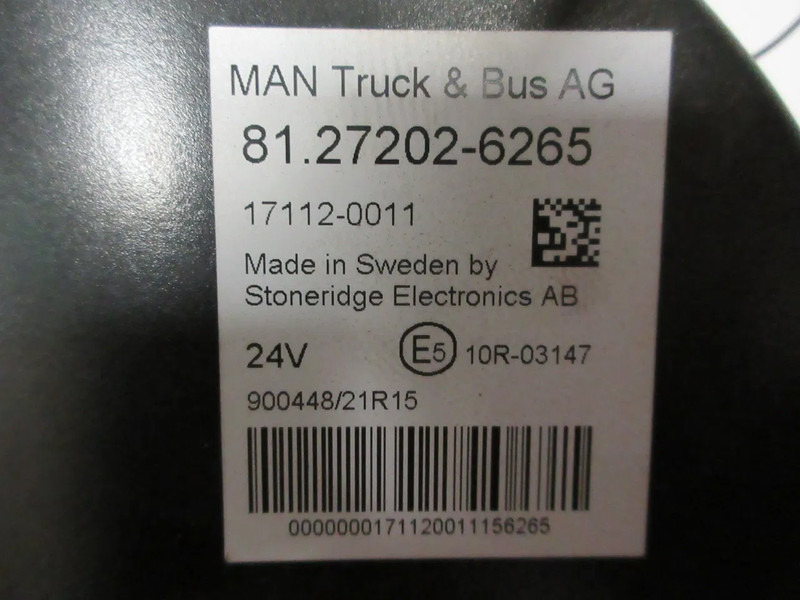 MAN Truck & Bus AG
81.27202-6265
17112-0011
Made in Sweden by
Stoneridge Electronics AB
24V E5 10R-03147
900448/21R15
0000000171120011156265